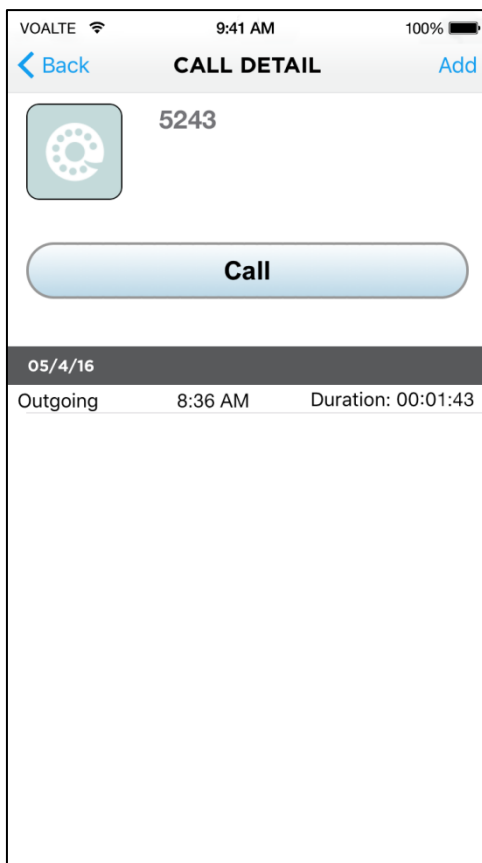 VOALTE 9:41 AM 100%
Back CALL DETAIL Add
5243
Call
05/4/16
Outgoing 8:36 AM Duration: 00:01:43